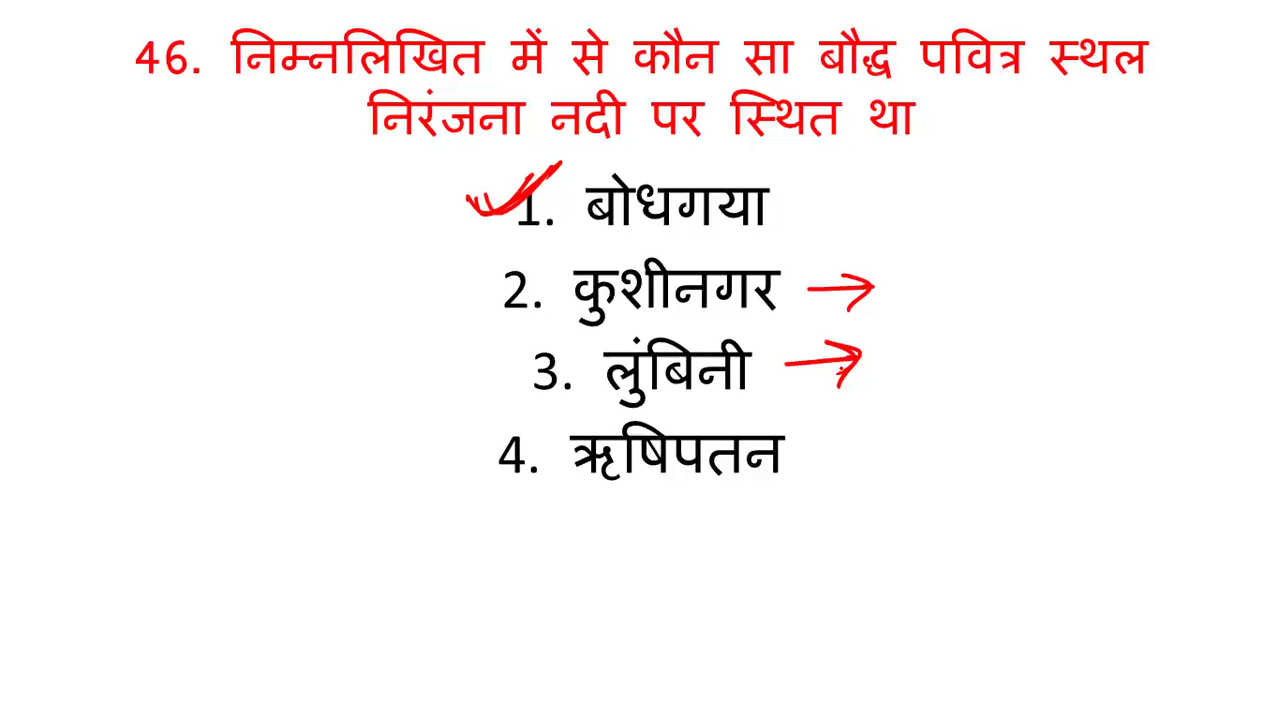 46. निम्नलिखित में से कौन सा बौद्ध पवित्र स्थल
निरंजना नदी पर स्थित था
1. बोधगया
2. कुशीनगर
3. लुंबिनी
4. ऋषिपतन